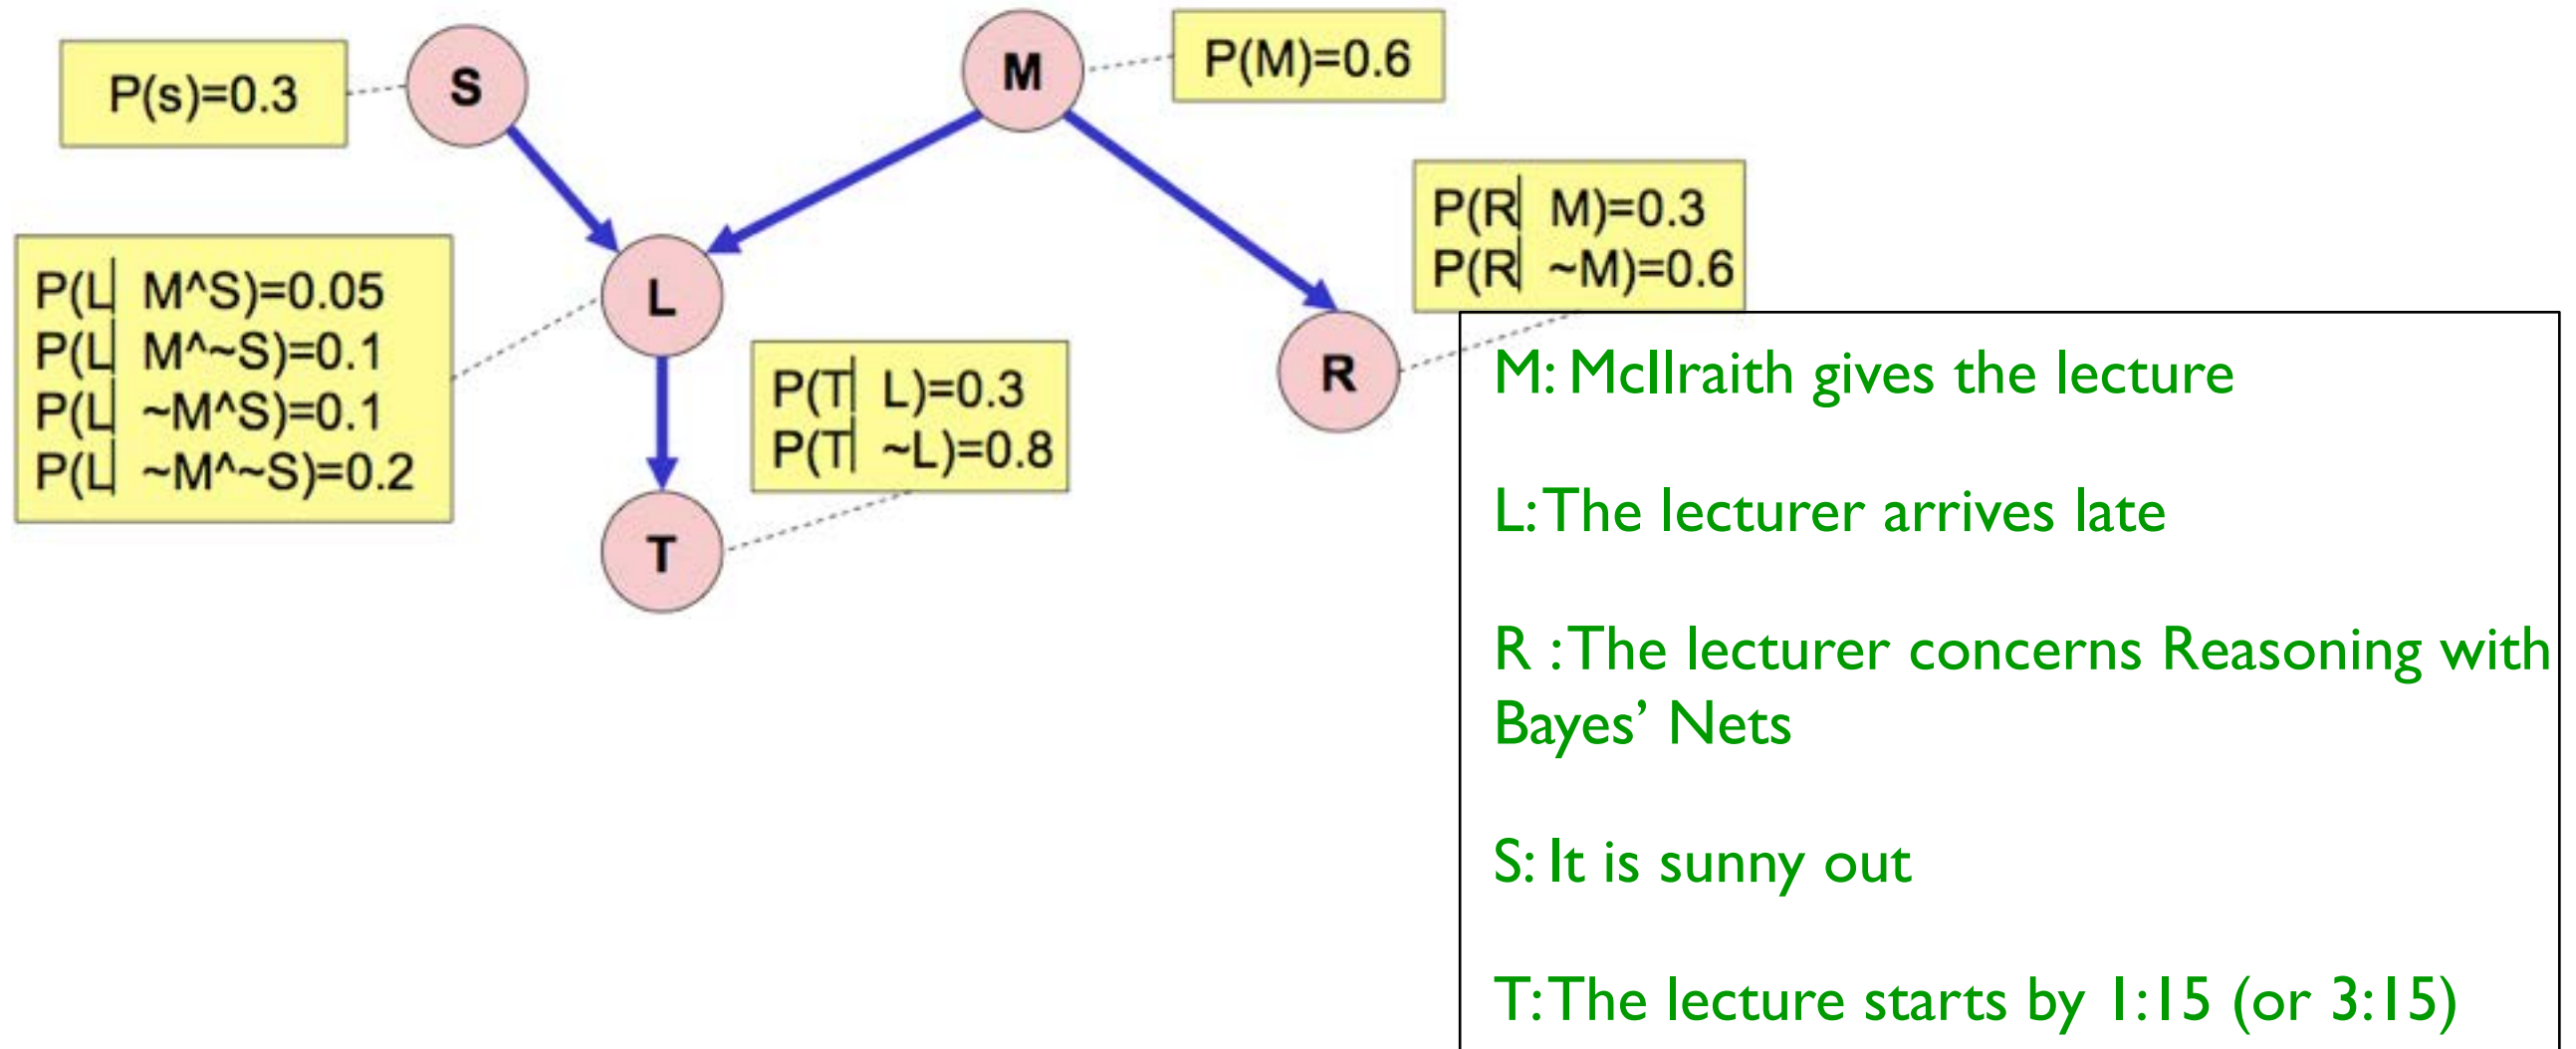 P(s)=0.3
S
M
P(M)=0.6
P(R| M)=0.3
P(R| ~M)=0.6
P(L| M^S)=0.05
P(L| M^~S)=0.1
P(L| ~M^S)=0.1
P(L| ~M^~S)=0.2
L
P(T| L)=0.3
P(T| ~L)=0.8
R
T
M: McIlraith gives the lecture
L: The lecturer arrives late
R : The lecturer concerns Reasoning with
Bayes’ Nets
S: It is sunny out
T: The lecture starts by 1:15 (or 3:15)